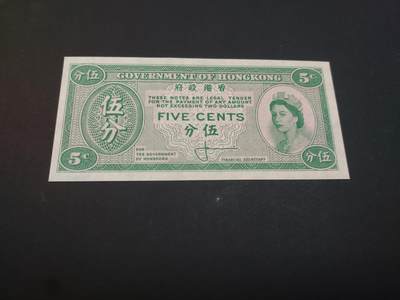 分伍 GOVERNMENT OF HONGKONG 5¢
府政港香
THESE NOTES ARE LEGAL TENDER
FOR THE PAYMENT OF ANY AMOUNT
NOT EXCEEDING TWO DOLLARS
伍分
FIVE CENTS
分伍
FOR
THE GOVERNMENT
OF HONGKONG
FINANCIAL SECRETARY
5¢
分伍